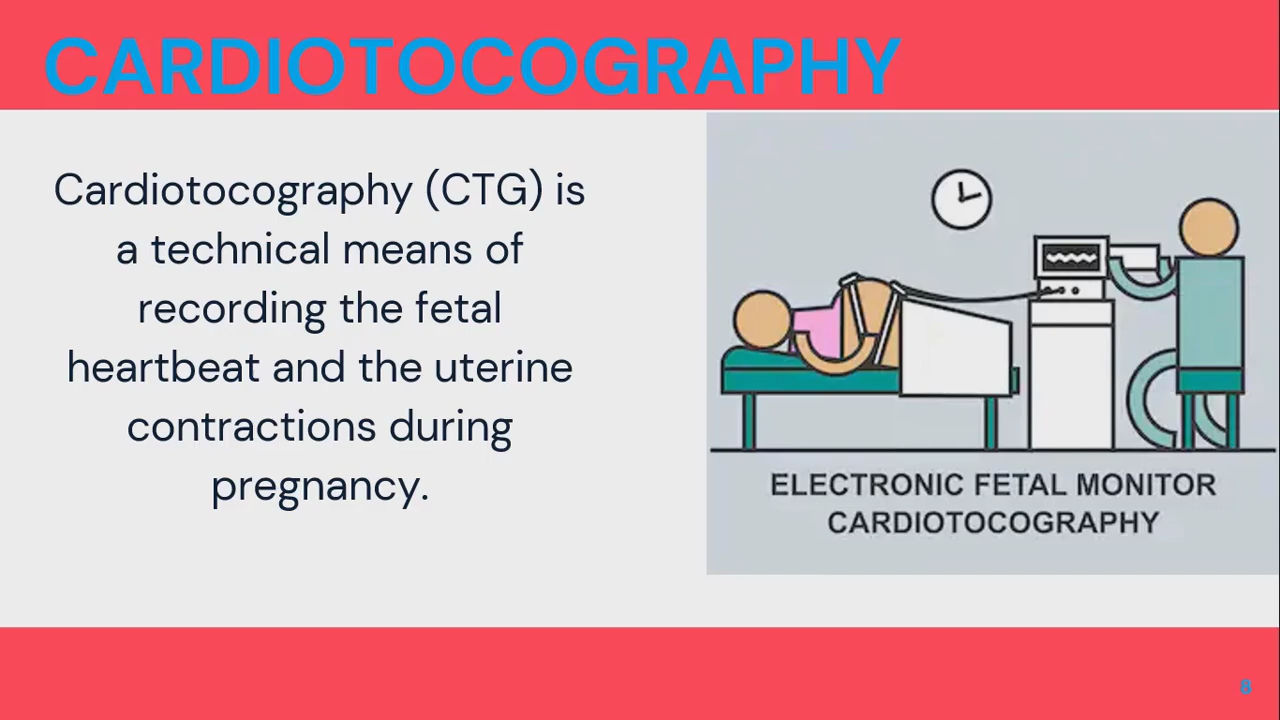 CARDIOTOCOGRAPHY
Cardiotocography (CTG) is
a technical means of
recording the fetal
heartbeat and the uterine
contractions during
pregnancy.
ELECTRONIC FETAL MONITOR
CARDIOTOCOGRAPHY
8